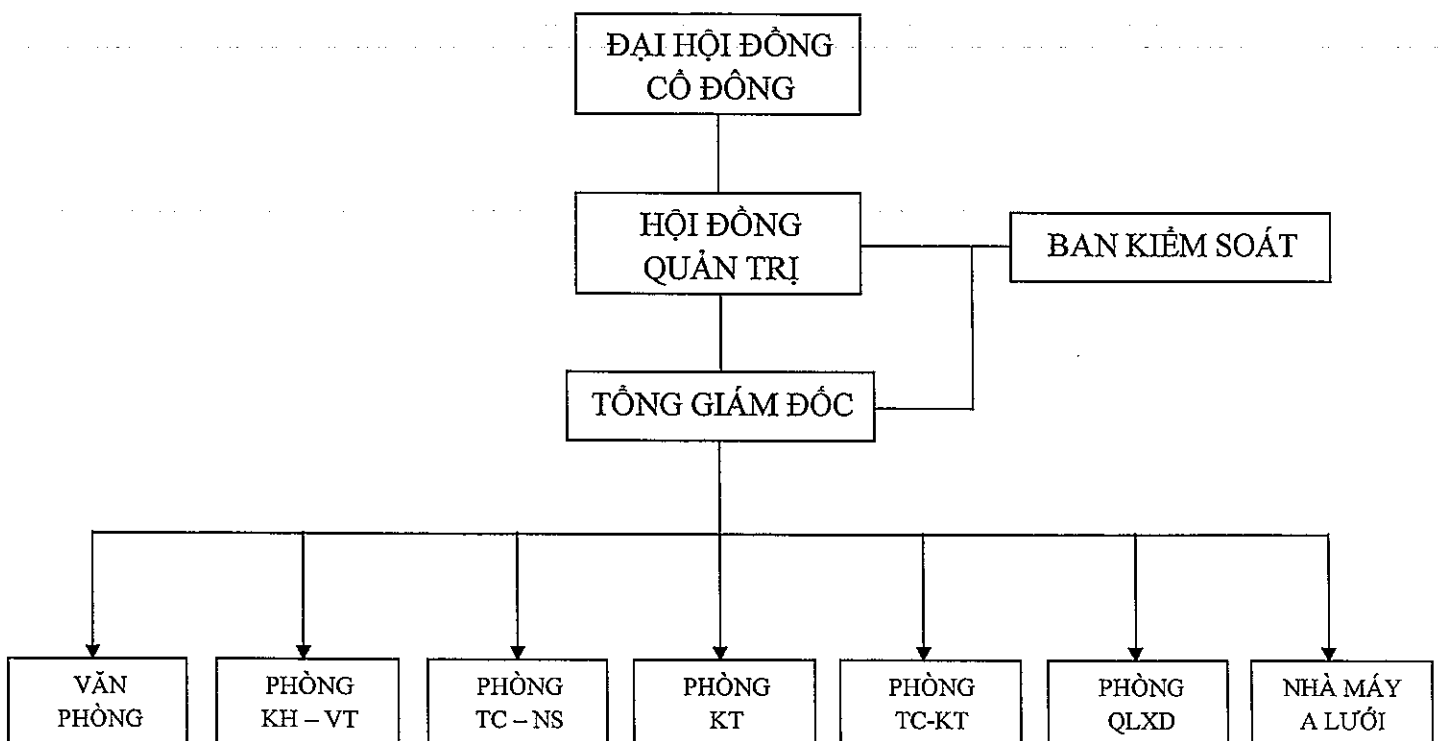 ĐẠI HỘI ĐỒNG
CỔ ĐÔNG
HỘI ĐỒNG
QUẢN TRỊ
BAN KIỂM SOÁT
TỔNG GIÁM ĐỐC
VĂN
PHÒNG
PHÒNG
KH – VT
PHÒNG
TC – NS
PHÒNG
KT
PHÒNG
TC-KT
PHÒNG
QLXD
NHÀ MÁY
A LƯỚI